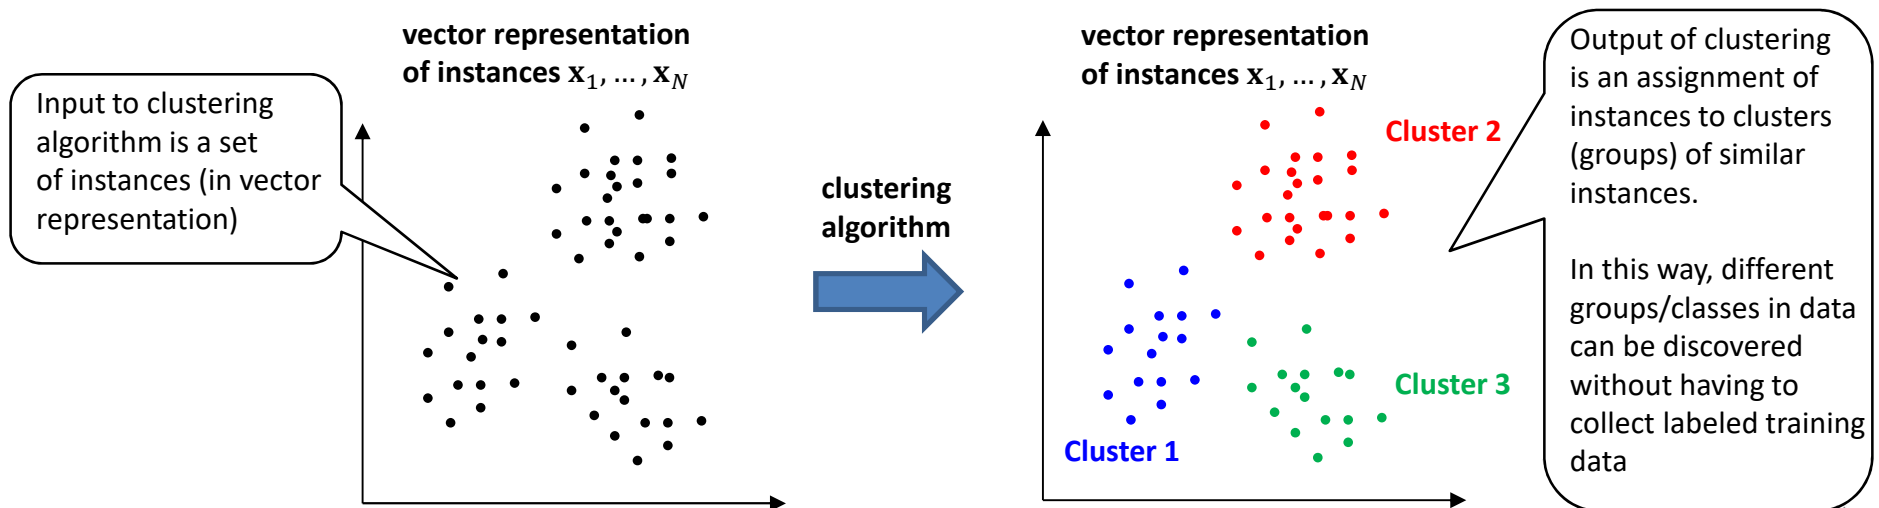 vector representation
of instances 𝐱₁, … , 𝐱_N
Input to clustering
algorithm is a set
of instances (in vector
representation)
clustering
algorithm
vector representation
of instances 𝐱₁, … , 𝐱_N
Cluster 2
Cluster 3
Cluster 1
Output of clustering
is an assignment of
instances to clusters
(groups) of similar
instances.
In this way, different
groups/classes in data
can be discovered
without having to
collect labeled training
data